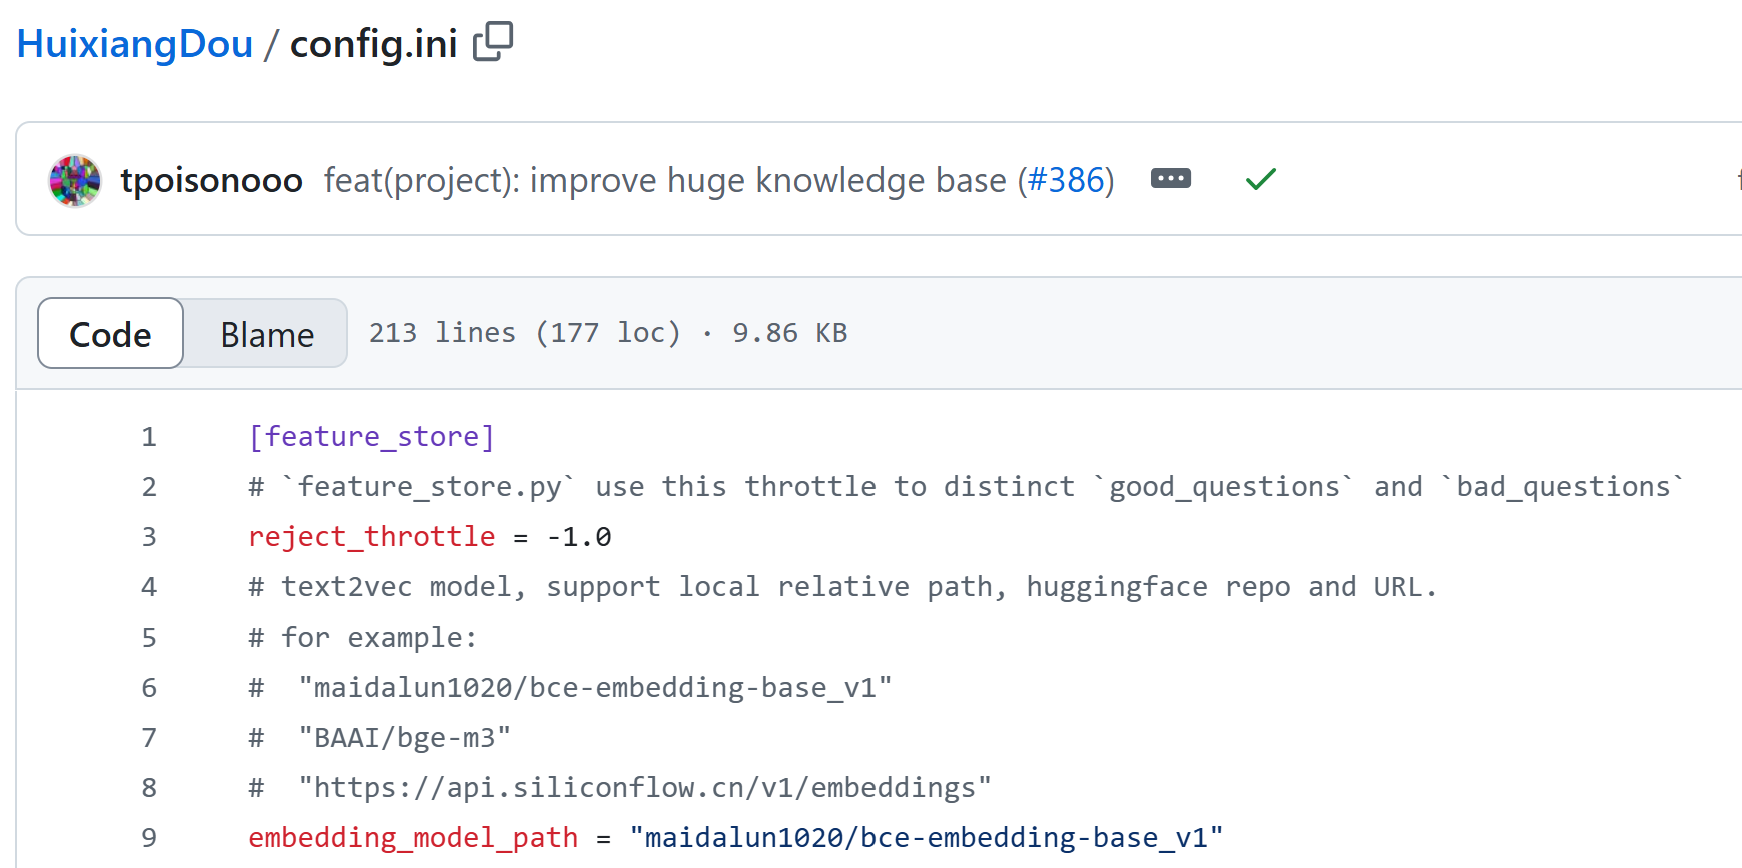 HuixiangDou / config.ini
tpoisonooo feat(project): improve huge knowledge base (#386)
Code Blame 213 lines (177 loc) · 9.86 KB
1 [feature_store]
2 # `feature_store.py` use this throttle to distinct `good_questions` and `bad_questions`
3 reject_throttle = -1.0
4 # text2vec model, support local relative path, huggingface repo and URL.
5 # for example:
6 #  "maidalun1020/bce-embedding-base_v1"
7 #  "BAAI/bge-m3"
8 #  "https://api.siliconflow.cn/v1/embeddings"
9 embedding_model_path = "maidalun1020/bce-embedding-base_v1"